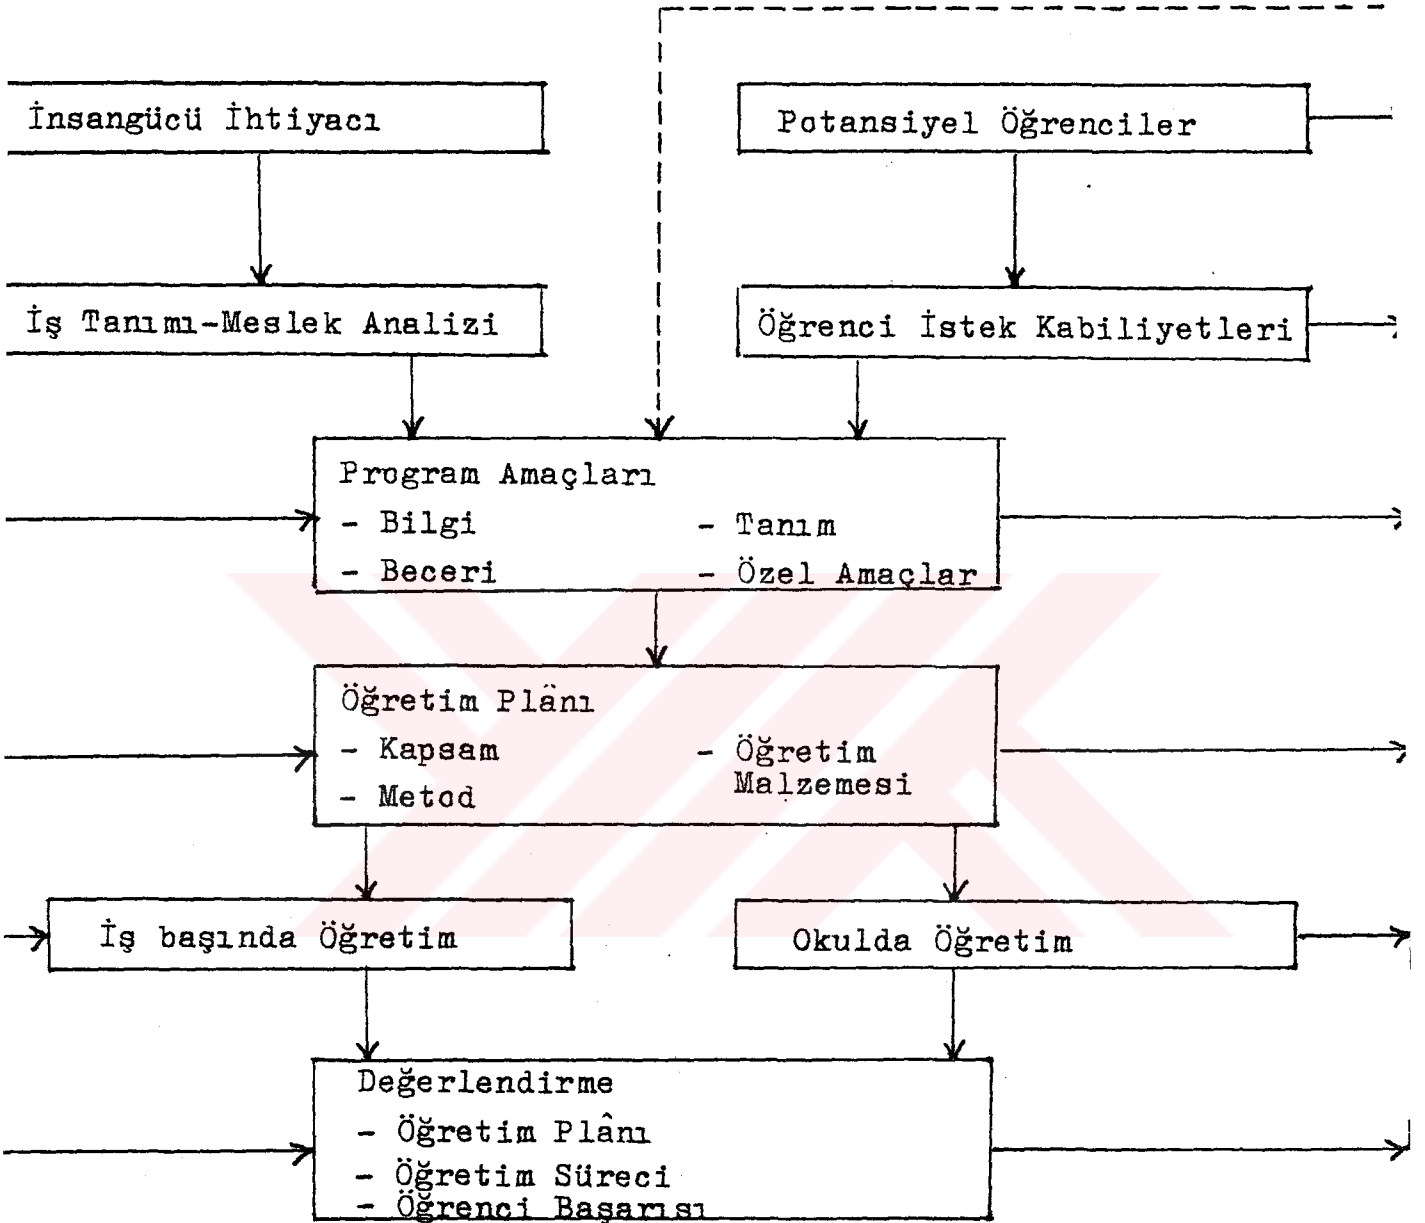 İnsangücü İhtiyacı
Potansiyel Öğrenciler
İş Tanımı-Meslek Analizi
Öğrenci İstek Kabiliyetleri
Program Amaçları
- Bilgi
- Tanım
- Beceri
- Özel Amaçlar
Öğretim Plânı
- Kapsam
- Öğretim
Malzemesi
- Metod
İş başında Öğretim
Okulda Öğretim
Değerlendirme
- Öğretim Plânı
- Öğretim Süreci
- Öğrenci Başarısı